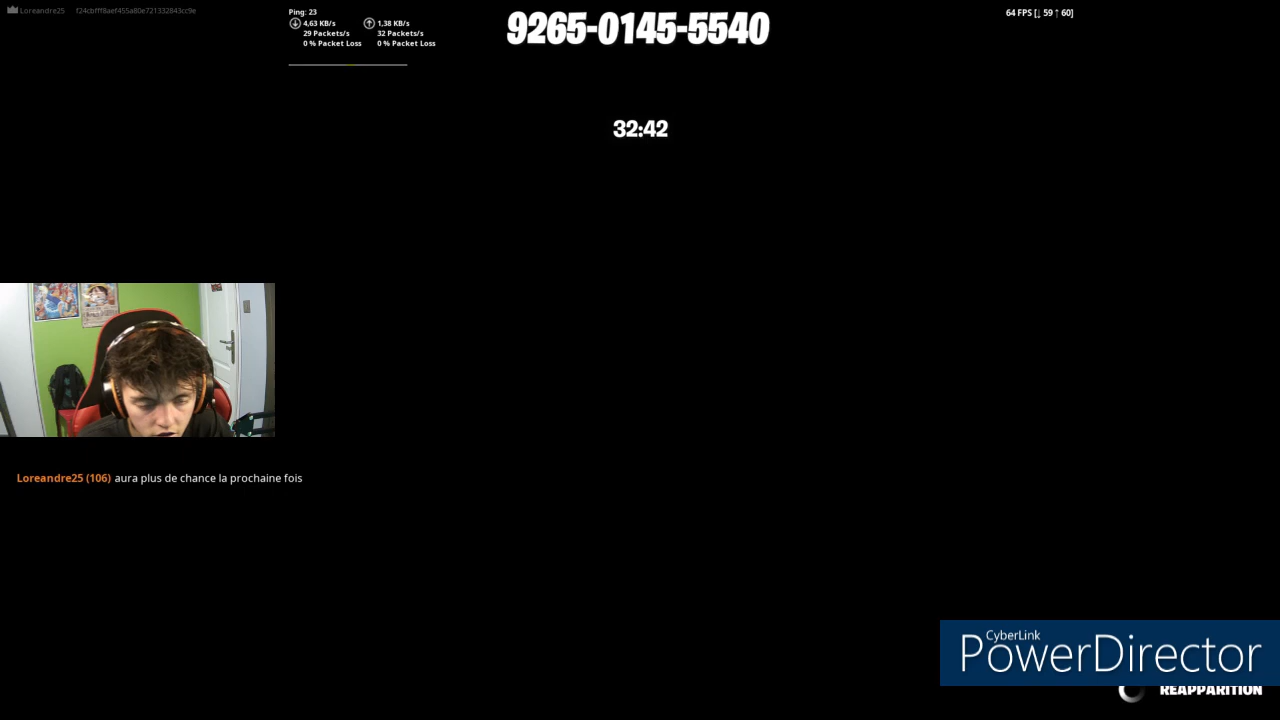 Loreandre25
Ping: 23
4,63 KB/s 1,38 KB/s
29 Packets/s 32 Packets/s
0 % Packet Loss 0 % Packet Loss
9265-0145-5540
64 FPS [↓ 59 ↑ 60]
32:42
Loreandre25 (106) aura plus de chance la prochaine fois
CyberLink
PowerDirector
REAPPARITION